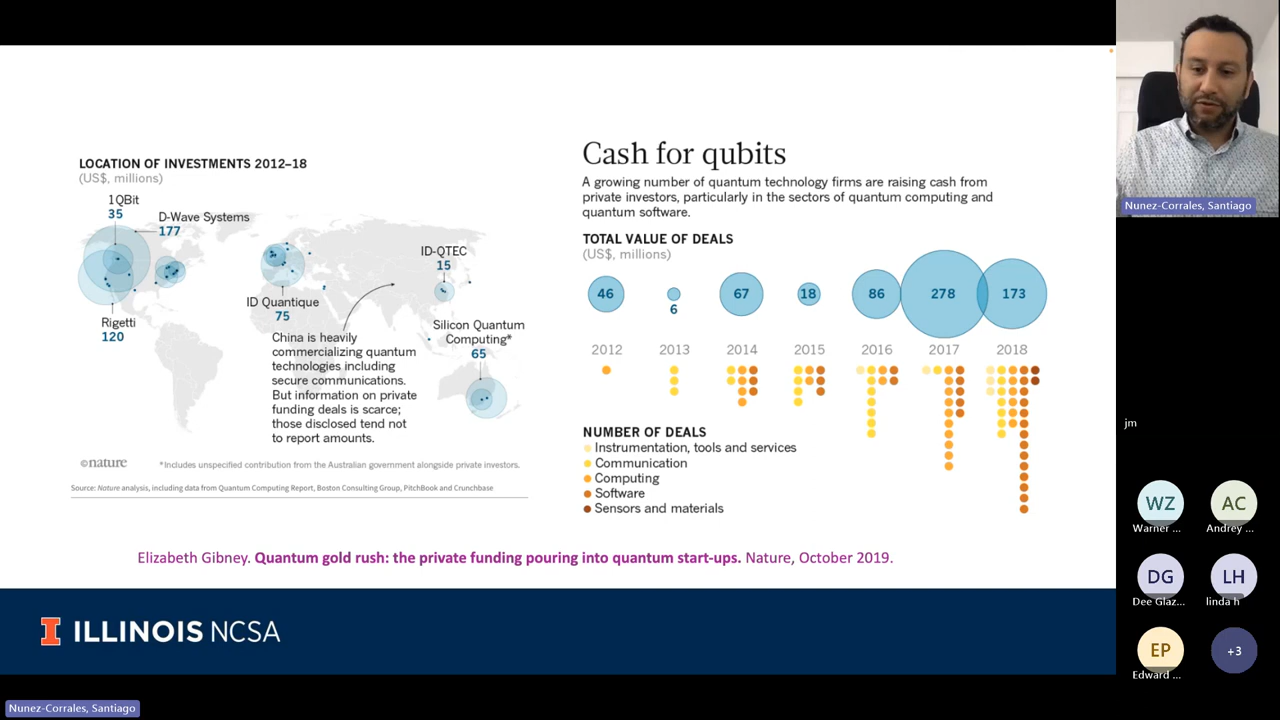 LOCATION OF INVESTMENTS 2012–18
(US$, millions)
1QBit
35
D-Wave Systems
177
Rigetti
120
ID Quantique
75
ID-QTEC
15
Silicon Quantum
Computing*
65
China is heavily
commercializing quantum
technologies including
secure communications.
But information on private
funding deals is scarce;
those disclosed tend not
to report amounts.
©nature
*Includes unspecified contribution from the Australian government alongside private investors.
Source: Nature analysis, including data from Quantum Computing Report, Boston Consulting Group, PitchBook and Crunchbase
Cash for qubits
A growing number of quantum technology firms are raising cash from
private investors, particularly in the sectors of quantum computing and
quantum software.
TOTAL VALUE OF DEALS
(US$, millions)
46
6
67
18
86
278
173
2012
2013
2014
2015
2016
2017
2018
NUMBER OF DEALS
Instrumentation, tools and services
Communication
Computing
Software
Sensors and materials
Elizabeth Gibney. Quantum gold rush: the private funding pouring into quantum start-ups. Nature, October 2019.
I ILLINOIS NCSA
Nunez-Corrales, Santiago
jm
WZ
Warner ...
AC
Andrey ...
DG
Dee Glaz...
LH
linda h
EP
Edward ...
+3
Nunez-Corrales, Santiago